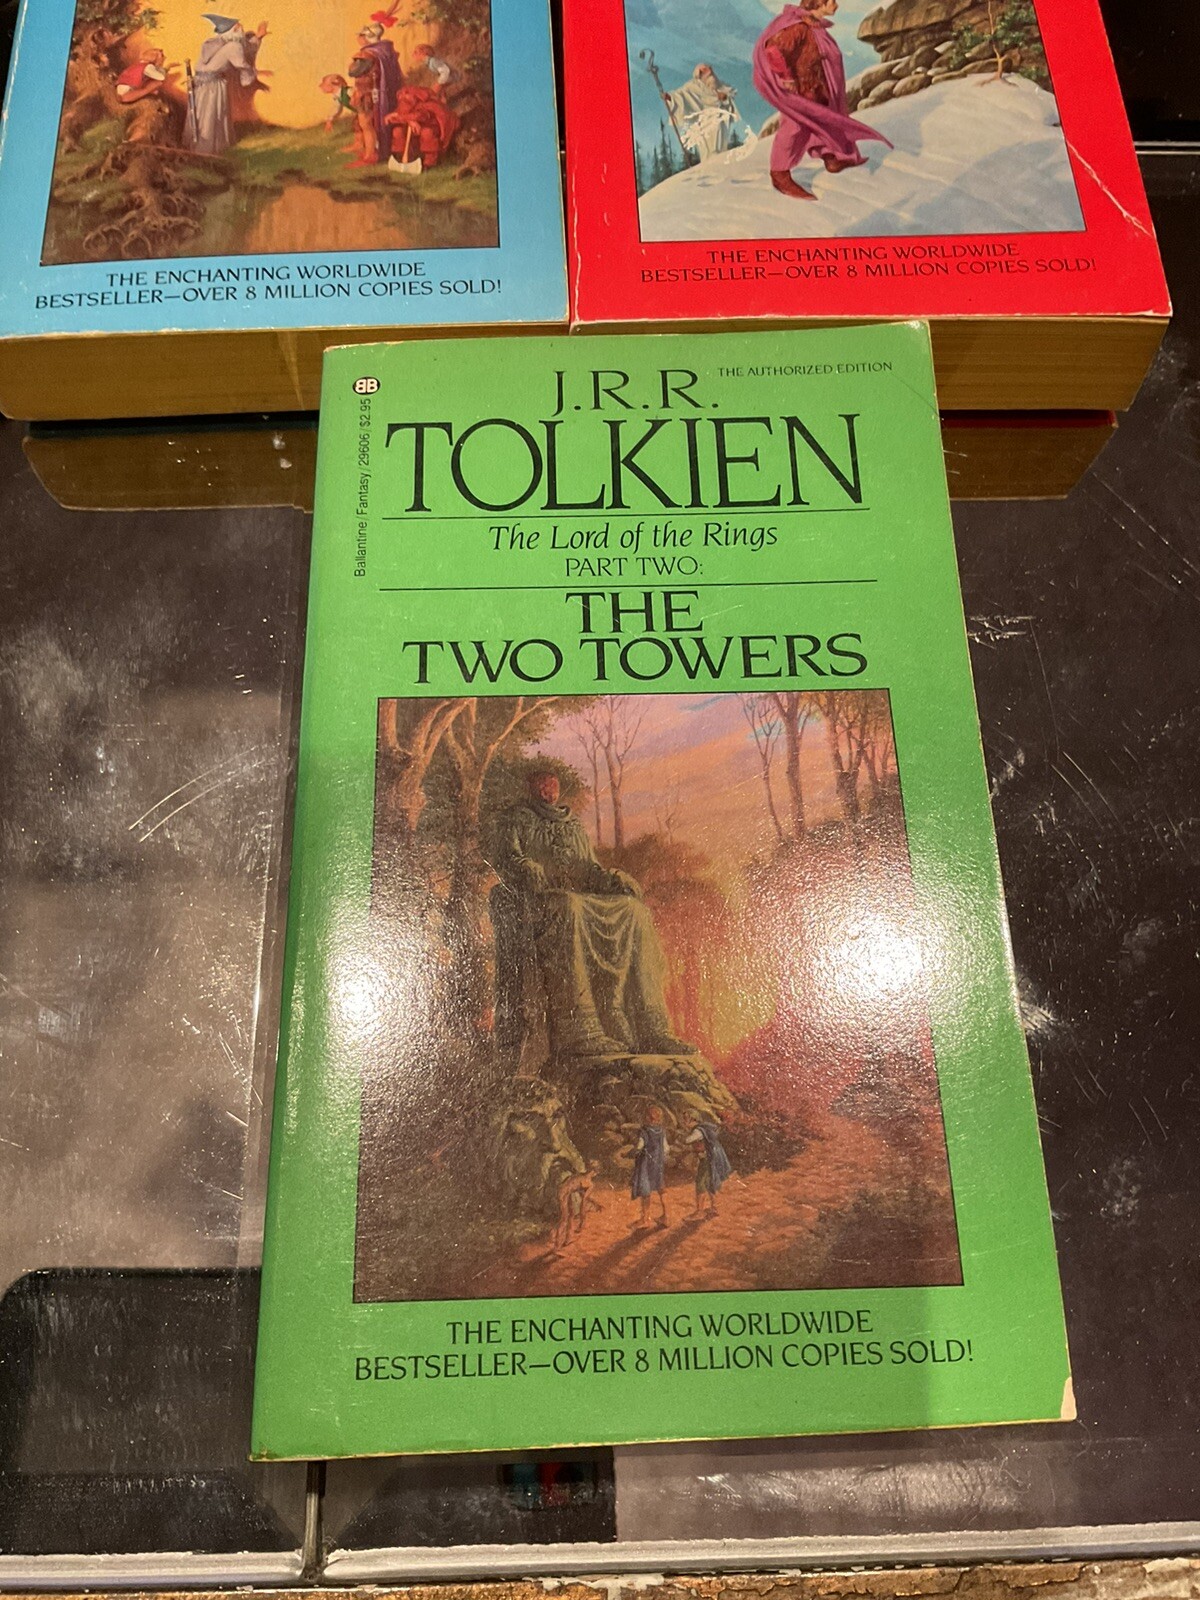 THE ENCHANTING WORLDWIDE
BESTSELLER—OVER 8 MILLION COPIES SOLD!
THE ENCHANTING WORLDWIDE
BESTSELLER—OVER 8 MILLION COPIES SOLD!
BB
Ballantine/Fantasy/29606/$2.95
THE AUTHORIZED EDITION
J.R.R.
TOLKIEN
The Lord of the Rings
PART TWO:
THE
TWO TOWERS
THE ENCHANTING WORLDWIDE
BESTSELLER—OVER 8 MILLION COPIES SOLD!